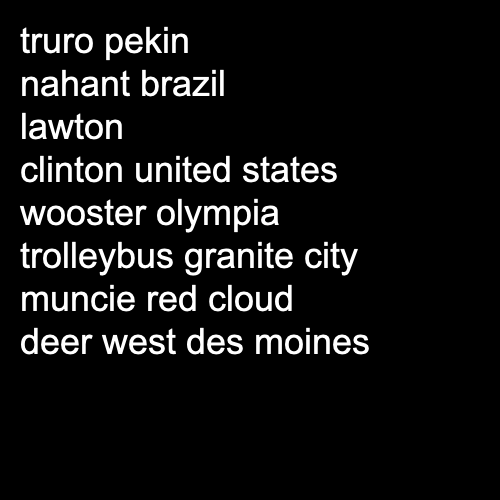 truro pekin
nahant brazil
lawton
clinton united states
wooster olympia
trolleybus granite city
muncie red cloud
deer west des moines